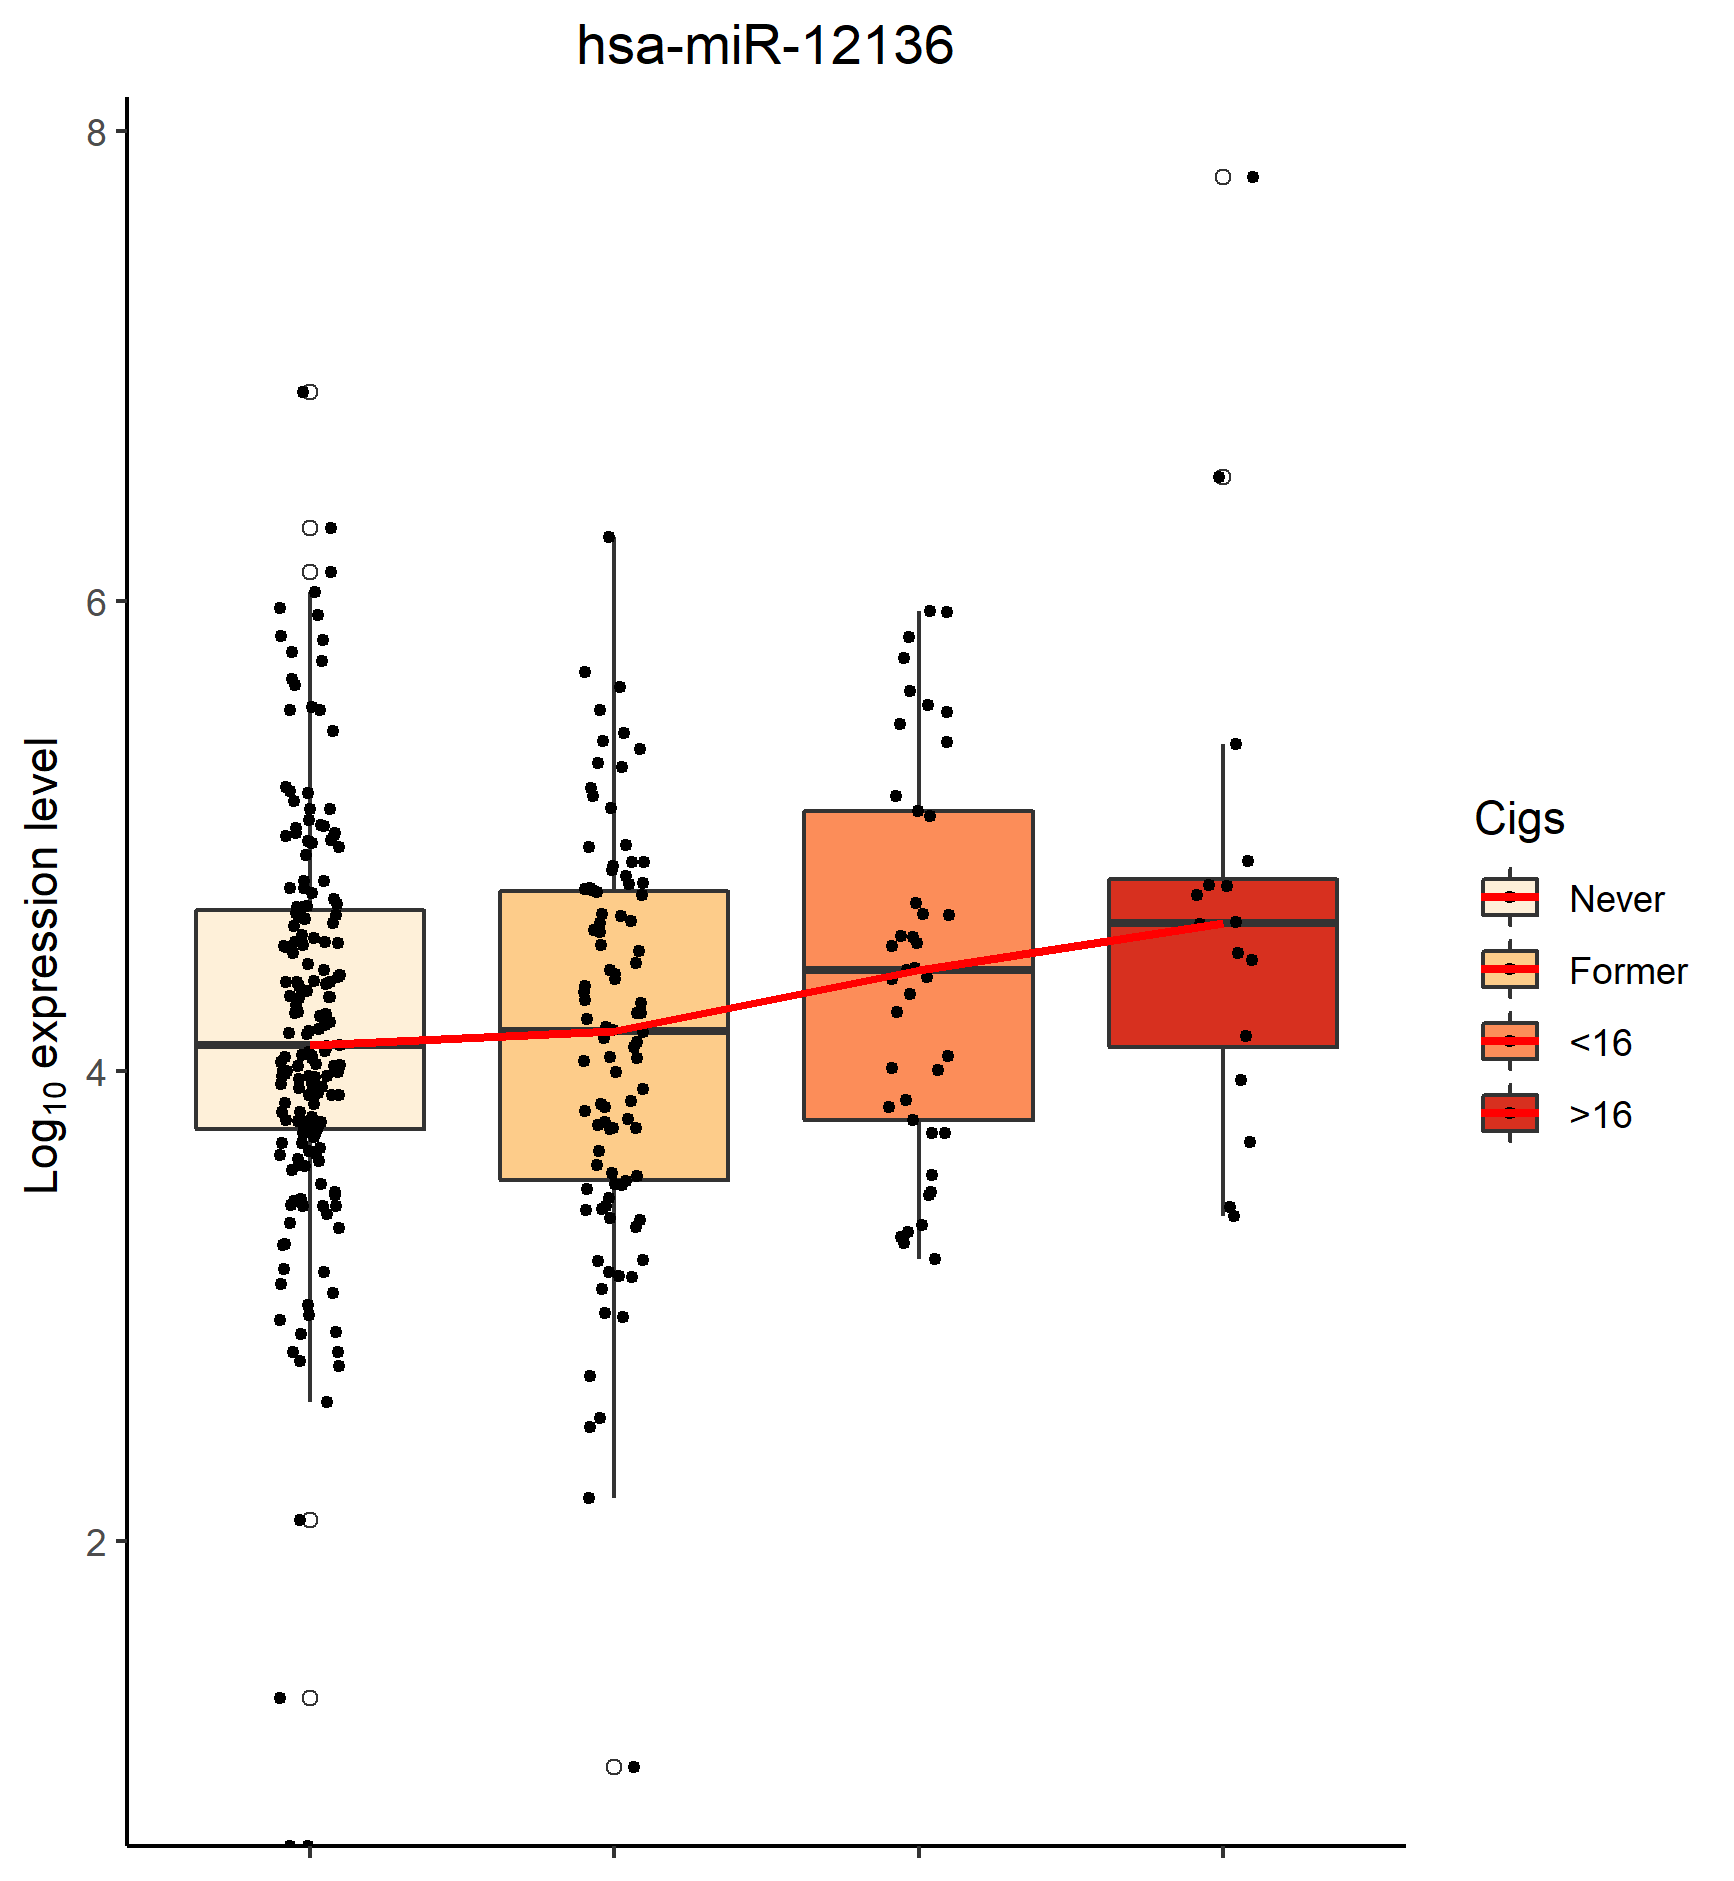 hsa-miR-12136
8
6
4
2
Log10 expression level
Cigs
Never
Former
<16
>16